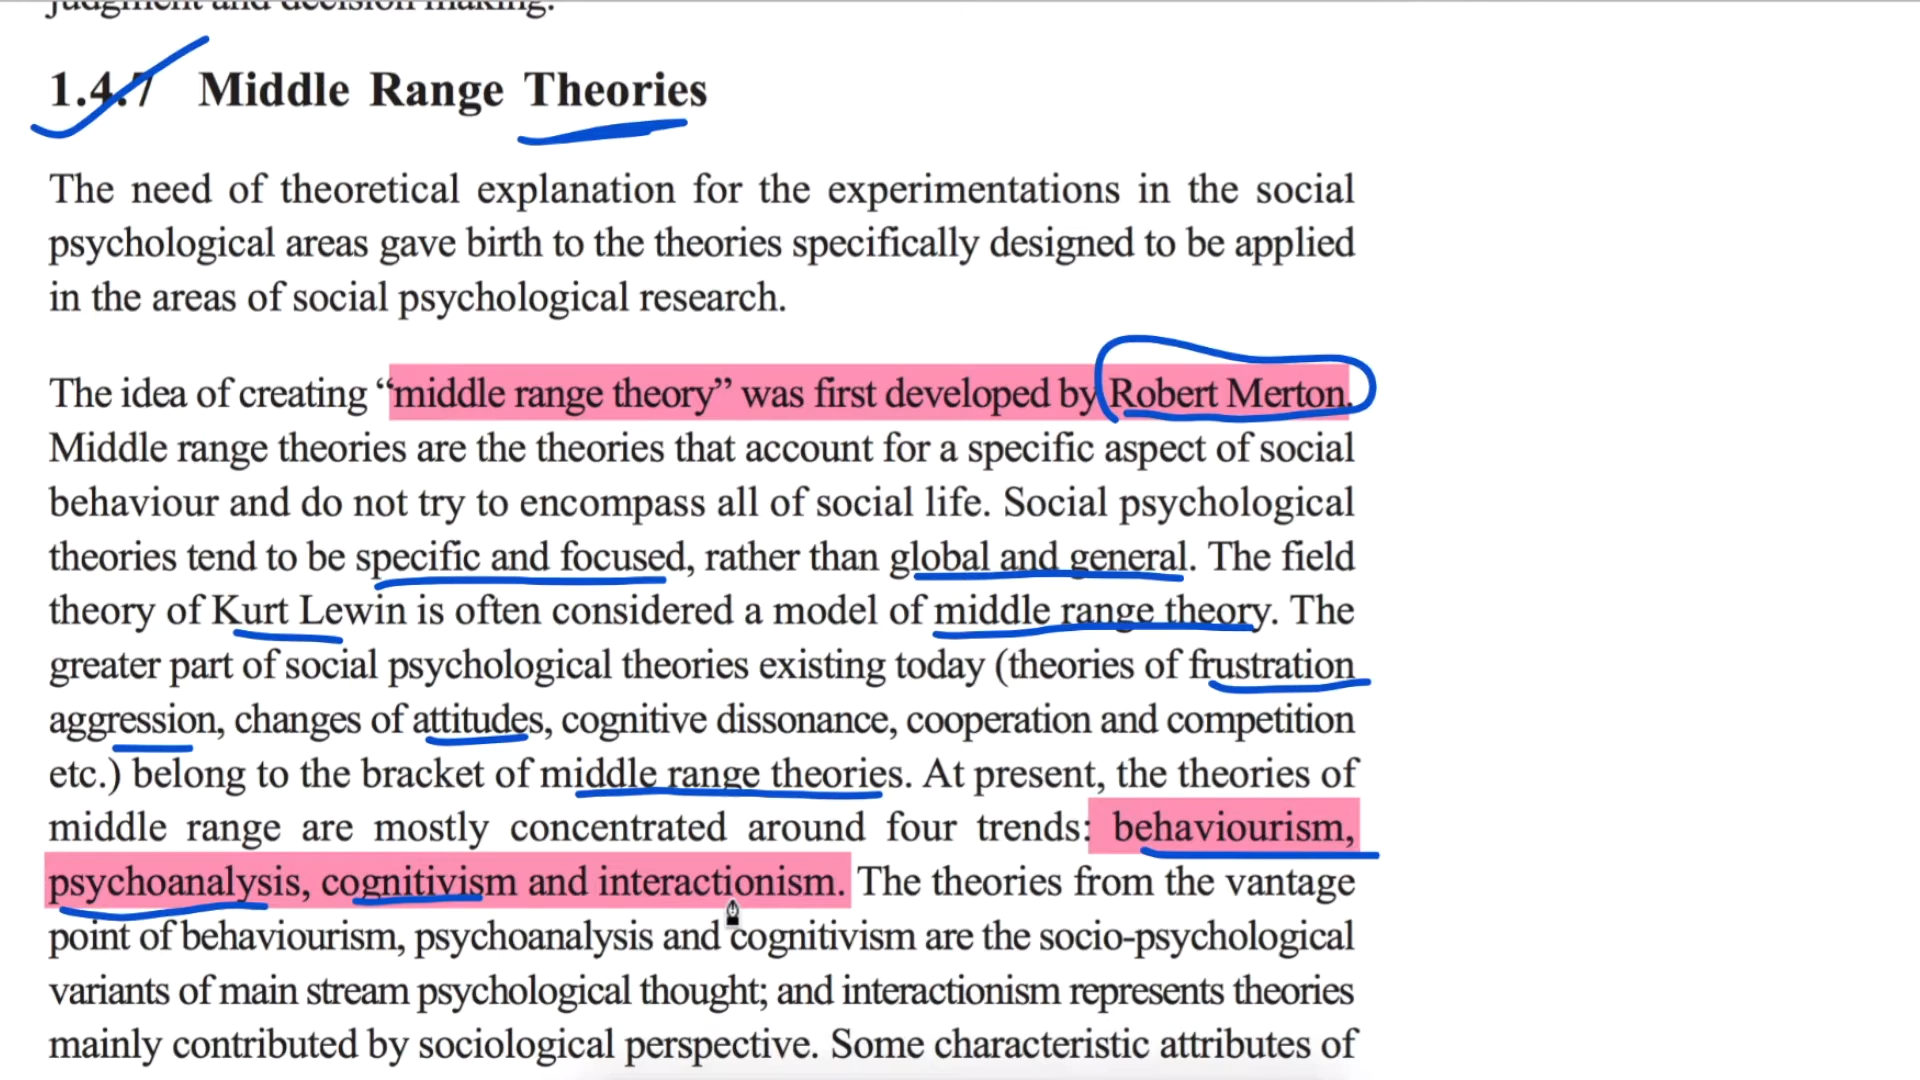 judgment and decision making.
1.4.7 Middle Range Theories
The need of theoretical explanation for the experimentations in the social
psychological areas gave birth to the theories specifically designed to be applied
in the areas of social psychological research.
The idea of creating “middle range theory” was first developed by Robert Merton.
Middle range theories are the theories that account for a specific aspect of social
behaviour and do not try to encompass all of social life. Social psychological
theories tend to be specific and focused, rather than global and general. The field
theory of Kurt Lewin is often considered a model of middle range theory. The
greater part of social psychological theories existing today (theories of frustration
aggression, changes of attitudes, cognitive dissonance, cooperation and competition
etc.) belong to the bracket of middle range theories. At present, the theories of
middle range are mostly concentrated around four trends: behaviourism,
psychoanalysis, cognitivism and interactionism. The theories from the vantage
point of behaviourism, psychoanalysis and cognitivism are the socio-psychological
variants of main stream psychological thought; and interactionism represents theories
mainly contributed by sociological perspective. Some characteristic attributes of